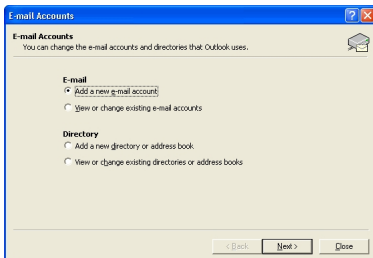 E-mail Accounts
E-mail Accounts
You can change the e-mail accounts and directories that Outlook uses.
E-mail
Add a new e-mail account
View or change existing e-mail accounts
Directory
Add a new directory or address book
View or change existing directories or address books
< Back
Next >
Close